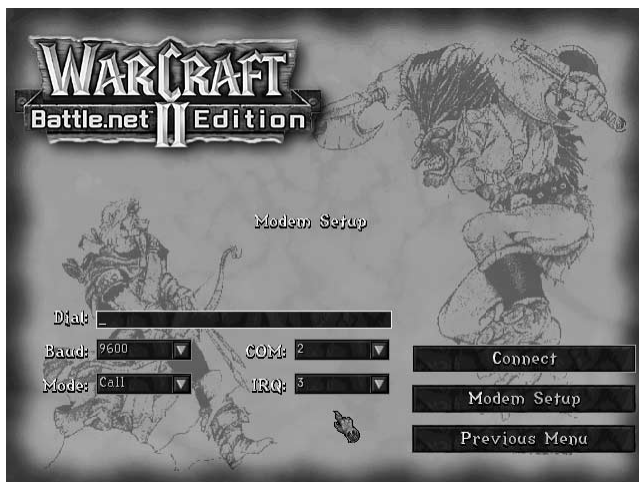 WARCRAFT
II
Battle.net™ Edition
Modem Setup
Dial: _
Baud: 9600 COM: 2
Mode: Call IRQ: 3
Connect
Modem Setup
Previous Menu